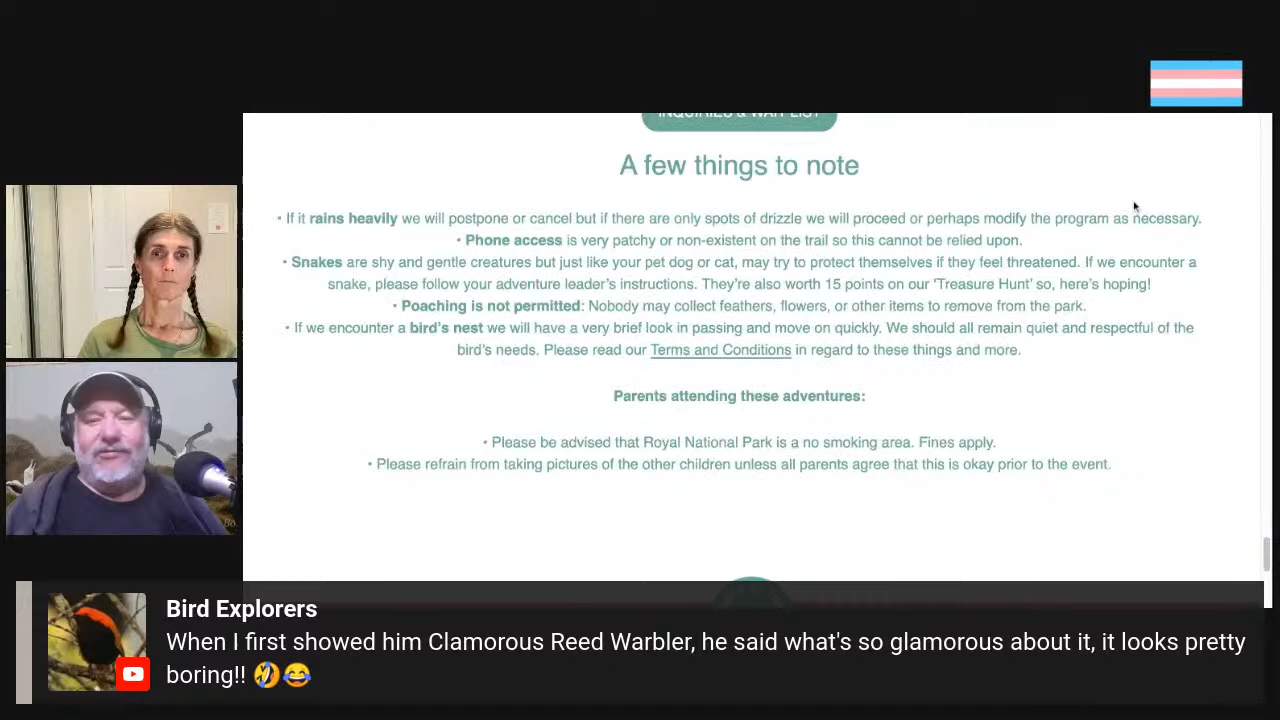 INQUIRIES & WAIT LIST
A few things to note
• If it rains heavily we will postpone or cancel but if there are only spots of drizzle we will proceed or perhaps modify the program as necessary.
• Phone access is very patchy or non-existent on the trail so this cannot be relied upon.
• Snakes are shy and gentle creatures but just like your pet dog or cat, may try to protect themselves if they feel threatened. If we encounter a
snake, please follow your adventure leader's instructions. They're also worth 15 points on our 'Treasure Hunt' so, here's hoping!
• Poaching is not permitted: Nobody may collect feathers, flowers, or other items to remove from the park.
• If we encounter a bird's nest we will have a very brief look in passing and move on quickly. We should all remain quiet and respectful of the
bird's needs. Please read our Terms and Conditions in regard to these things and more.
Parents attending these adventures:
• Please be advised that Royal National Park is a no smoking area. Fines apply.
• Please refrain from taking pictures of the other children unless all parents agree that this is okay prior to the event.
Bo
Bird Explorers
When I first showed him Clamorous Reed Warbler, he said what's so glamorous about it, it looks pretty
boring!! 🤣😂